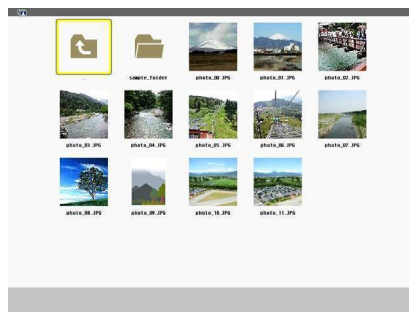 ..
sample_folder
photo_00.JPG
photo_01.JPG
photo_02.JPG
photo_03.JPG
photo_04.JPG
photo_05.JPG
photo_06.JPG
photo_07.JPG
photo_08.JPG
photo_09.JPG
photo_10.JPG
photo_11.JPG